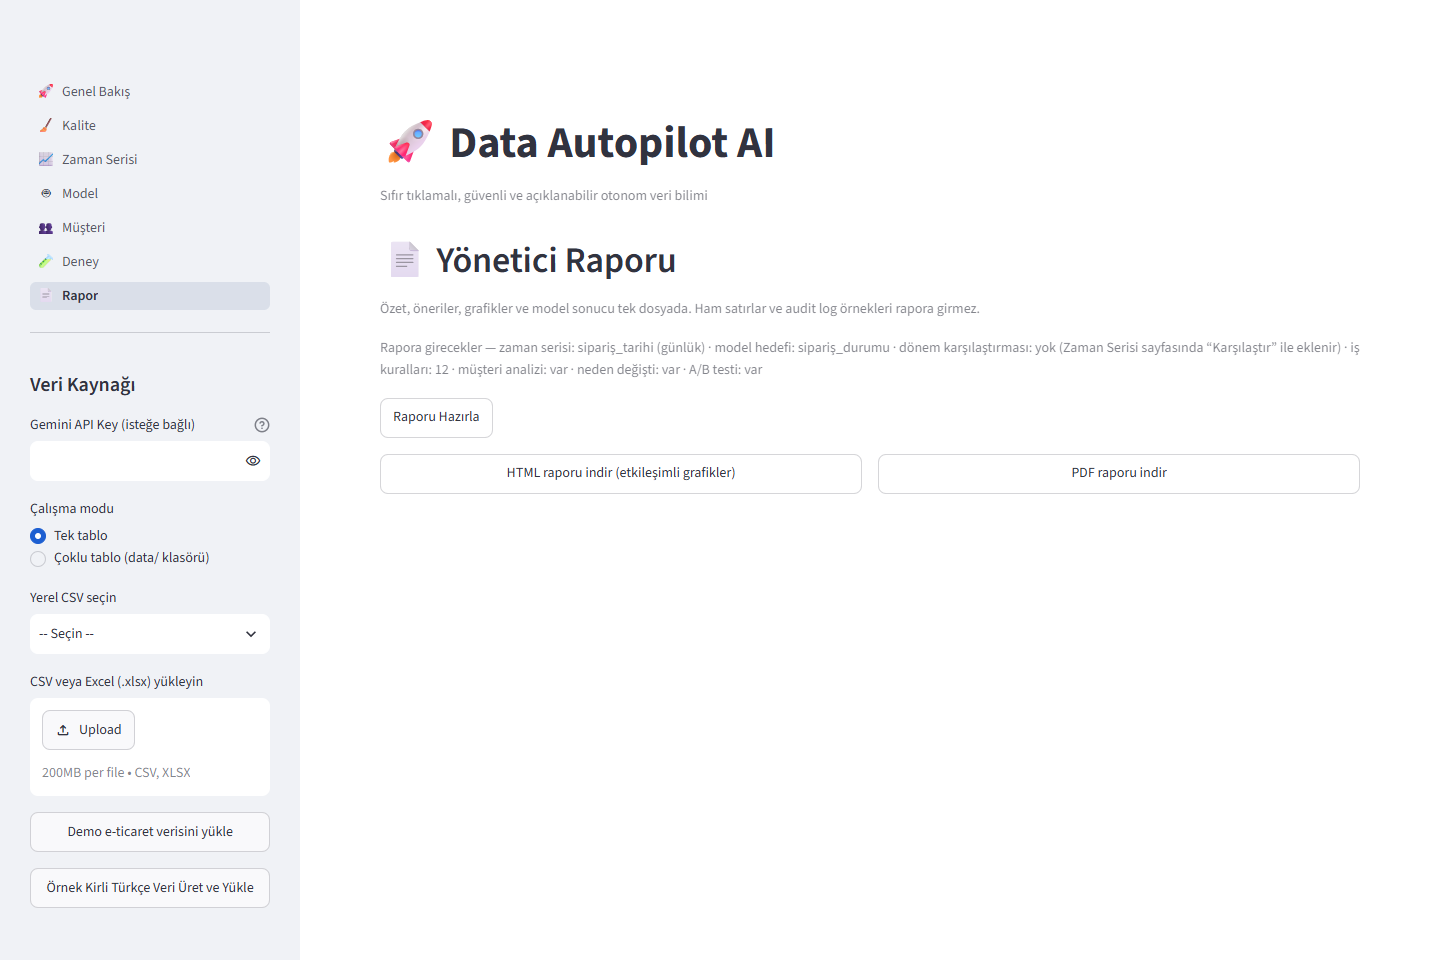 Genel Bakış
Kalite
Zaman Serisi
Model
Müşteri
Deney
Rapor
Veri Kaynağı
Gemini API Key (isteğe bağlı)
Çalışma modu
Tek tablo
Çoklu tablo (data/ klasörü)
Yerel CSV seçin
-- Seçin --
CSV veya Excel (.xlsx) yükleyin
Upload
200MB per file • CSV, XLSX
Demo e-ticaret verisini yükle
Örnek Kirli Türkçe Veri Üret ve Yükle
Data Autopilot AI
Sıfır tıklamalı, güvenli ve açıklanabilir otonom veri bilimi
Yönetici Raporu
Özet, öneriler, grafikler ve model sonucu tek dosyada. Ham satırlar ve audit log örnekleri rapora girmez.
Rapora girecekler — zaman serisi: sipariş_tarihi (günlük) · model hedefi: sipariş_durumu · dönem karşılaştırması: yok (Zaman Serisi sayfasında “Karşılaştır” ile eklenir) · iş
kuralları: 12 · müşteri analizi: var · neden değişti: var · A/B testi: var
Raporu Hazırla
HTML raporu indir (etkileşimli grafikler)
PDF raporu indir